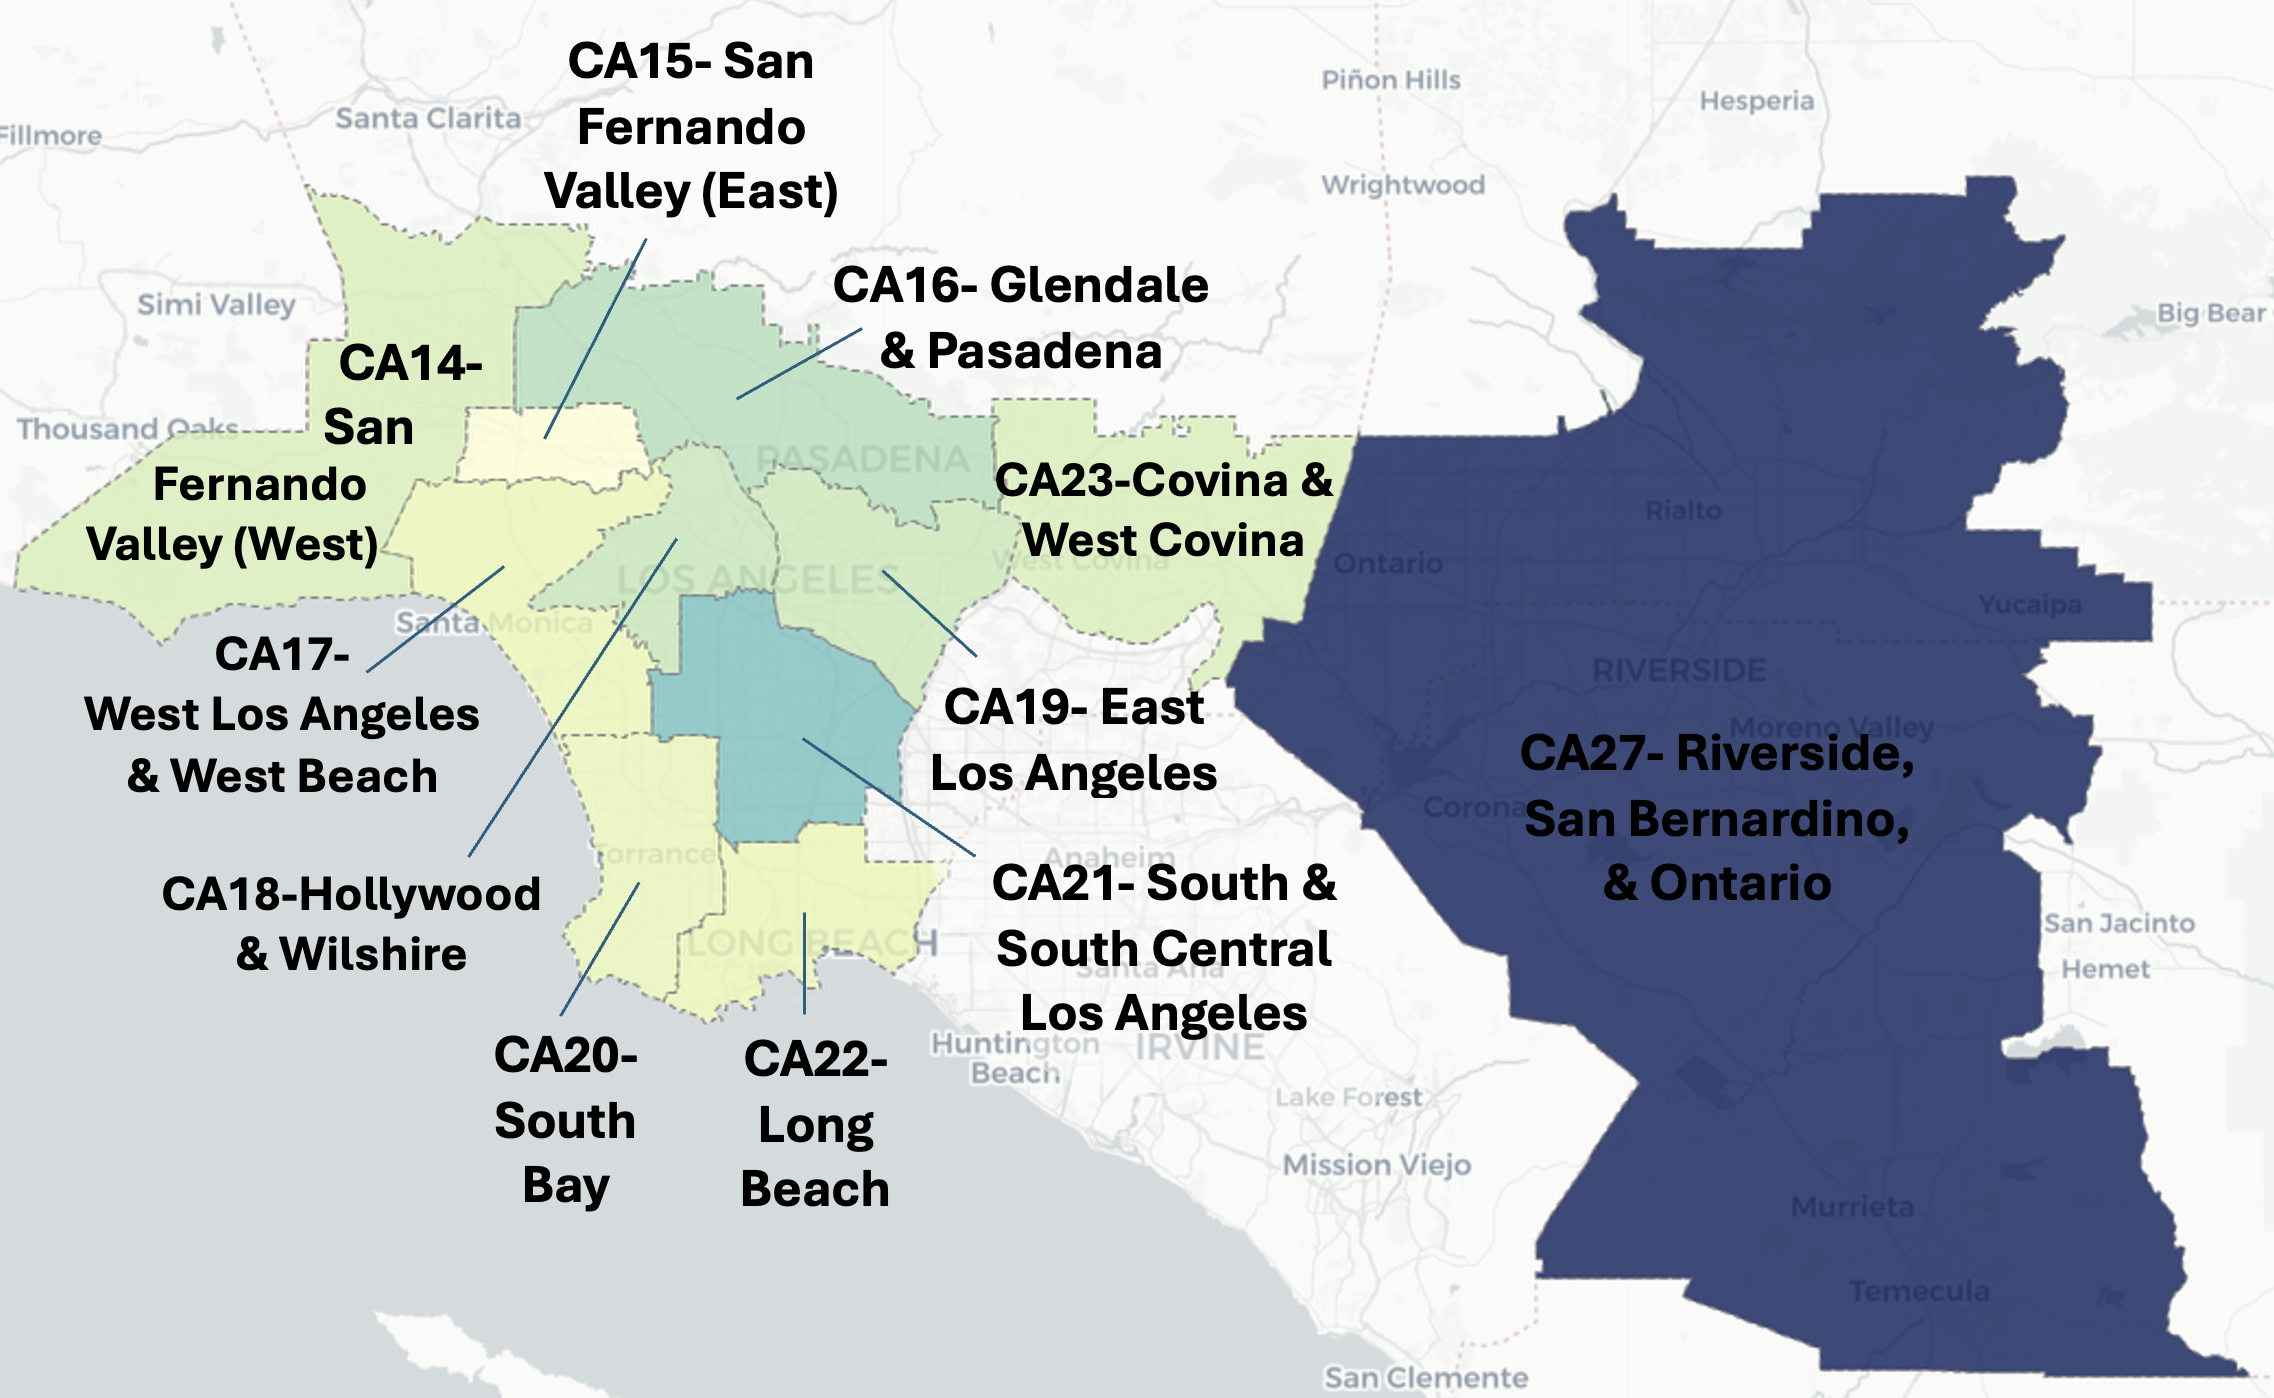 CA15- San
Fernando
Valley (East)
Piñon Hills
Hesperia
Santa Clarita
Fillmore
Wrightwood
CA16- Glendale
& Pasadena
Simi Valley
Big Bear
CA14-
San
Fernando
Valley (West)
Thousand Oaks
PASADENA
CA23-Covina &
West Covina
West Covina
Rialto
Ontario
LOS ANGELES
Yucaipa
Santa Monica
CA17-
West Los Angeles
& West Beach
RIVERSIDE
CA19- East
Los Angeles
Moreno Valley
CA27- Riverside,
San Bernardino,
& Ontario
Corona
Torrance
Anaheim
CA18-Hollywood
& Wilshire
CA21- South &
South Central
Los Angeles
San Jacinto
LONG BEACH
Santa Ana
Hemet
CA20-
South
Bay
CA22-
Long
Beach
Huntington
Beach
IRVINE
Lake Forest
Mission Viejo
Murrieta
Temecula
San Clemente